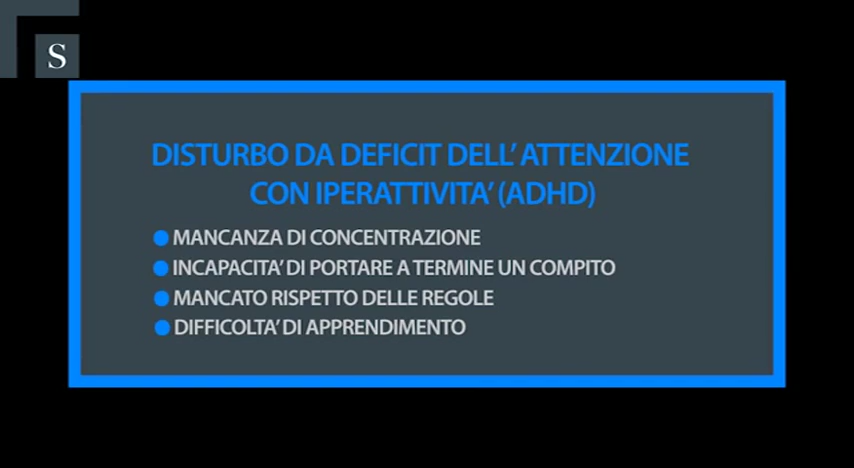 S
DISTURBO DA DEFICIT DELL' ATTENZIONE
CON IPERATTIVITA' (ADHD)
MANCANZA DI CONCENTRAZIONE
INCAPACITA' DI PORTARE A TERMINE UN COMPITO
MANCATO RISPETTO DELLE REGOLE
DIFFICOLTA' DI APPRENDIMENTO